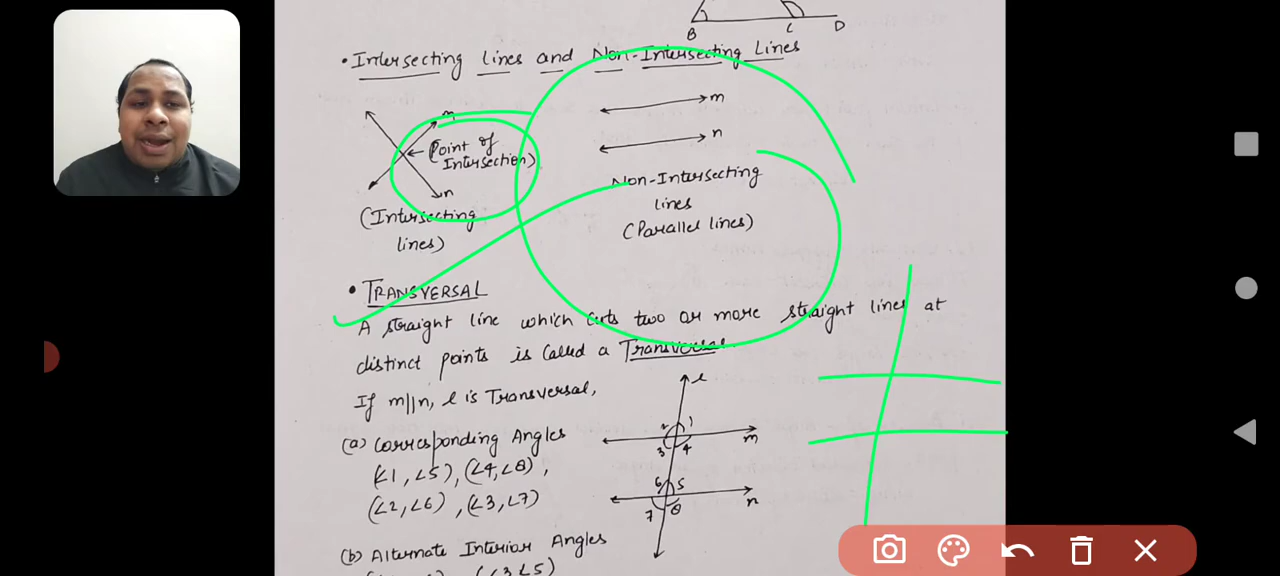 B C D
• Intersecting Lines and Non-Intersecting Lines
m
m
Point of
n
Intersection)
Non-Intersecting
n
(Intersecting
lines
lines)
(Parallel lines)
• TRANSVERSAL
A straight line which cuts two or more straight lines at
distinct points is called a Transversal.
l
If m||n, l is Transversal,
2 1
m
(a) Corresponding Angles
3 4
(∠1, ∠5), (∠4, ∠8),
6 5
(∠2, ∠6), (∠3, ∠7)
n
7 8
(b) Alternate Interior Angles
(∠3 ∠5)